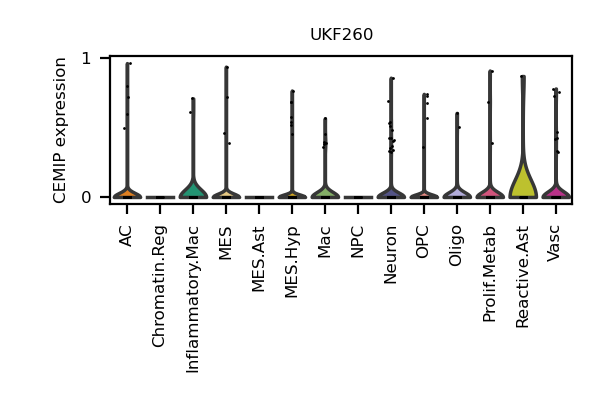 UKF260
CEMIP expression
1
0
AC
Chromatin.Reg
Inflammatory.Mac
MES
MES.Ast
MES.Hyp
Mac
NPC
Neuron
OPC
Oligo
Prolif.Metab
Reactive.Ast
Vasc